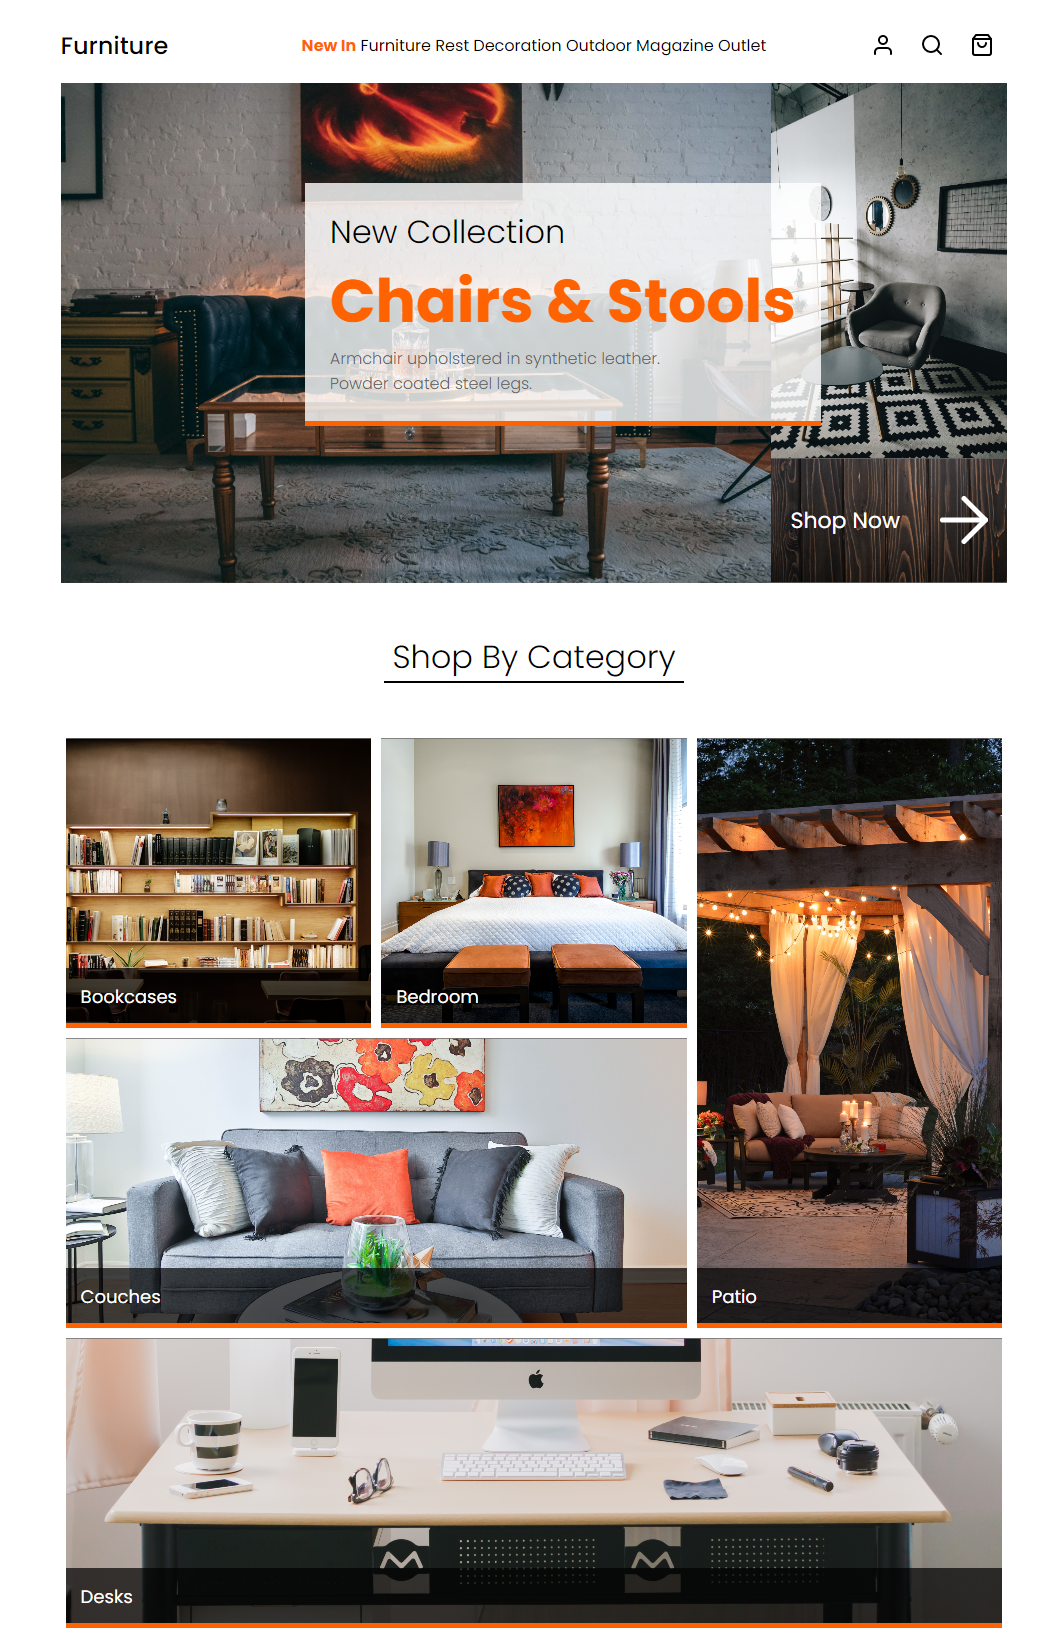 Furniture
New In Furniture Rest Decoration Outdoor Magazine Outlet
New Collection
Chairs & Stools
Armchair upholstered in synthetic leather.
Powder coated steel legs.
Shop Now
Shop By Category
Bookcases
Bedroom
Couches
Patio
Desks